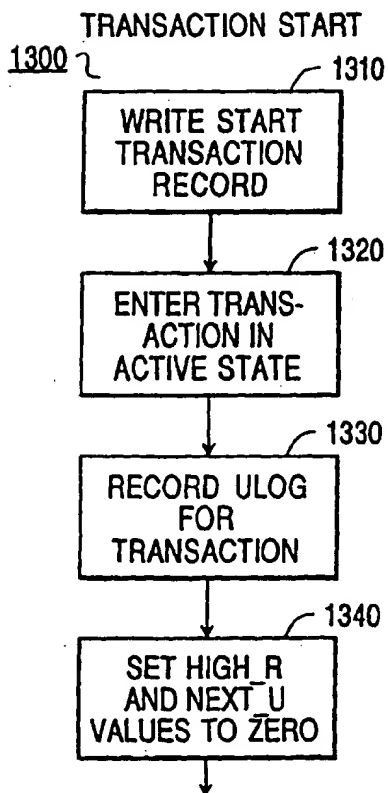 TRANSACTION START
1300
1310
WRITE START
TRANSACTION
RECORD
1320
ENTER TRANS-
ACTION IN
ACTIVE STATE
1330
RECORD ULOG
FOR
TRANSACTION
1340
SET HIGH_R
AND NEXT_U
VALUES TO ZERO